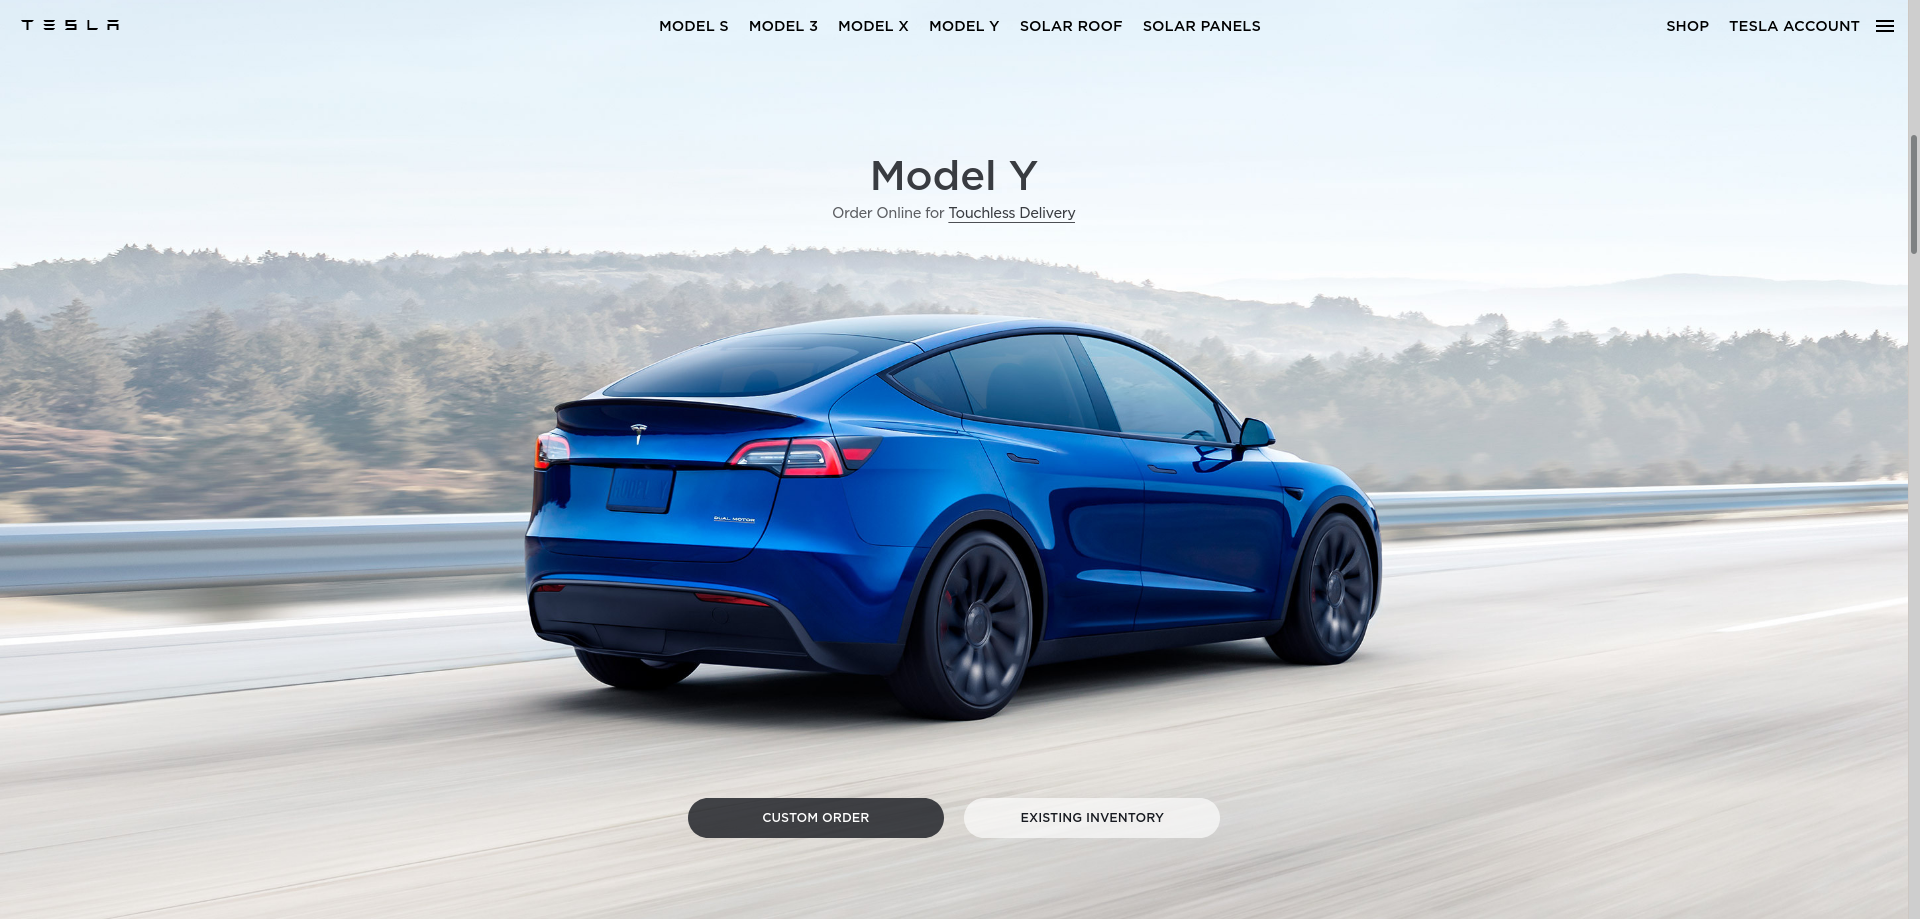 TESLA
MODEL S MODEL 3 MODEL X MODEL Y SOLAR ROOF SOLAR PANELS
SHOP TESLA ACCOUNT
Model Y
Order Online for Touchless Delivery
DUAL MOTOR
CUSTOM ORDER
EXISTING INVENTORY